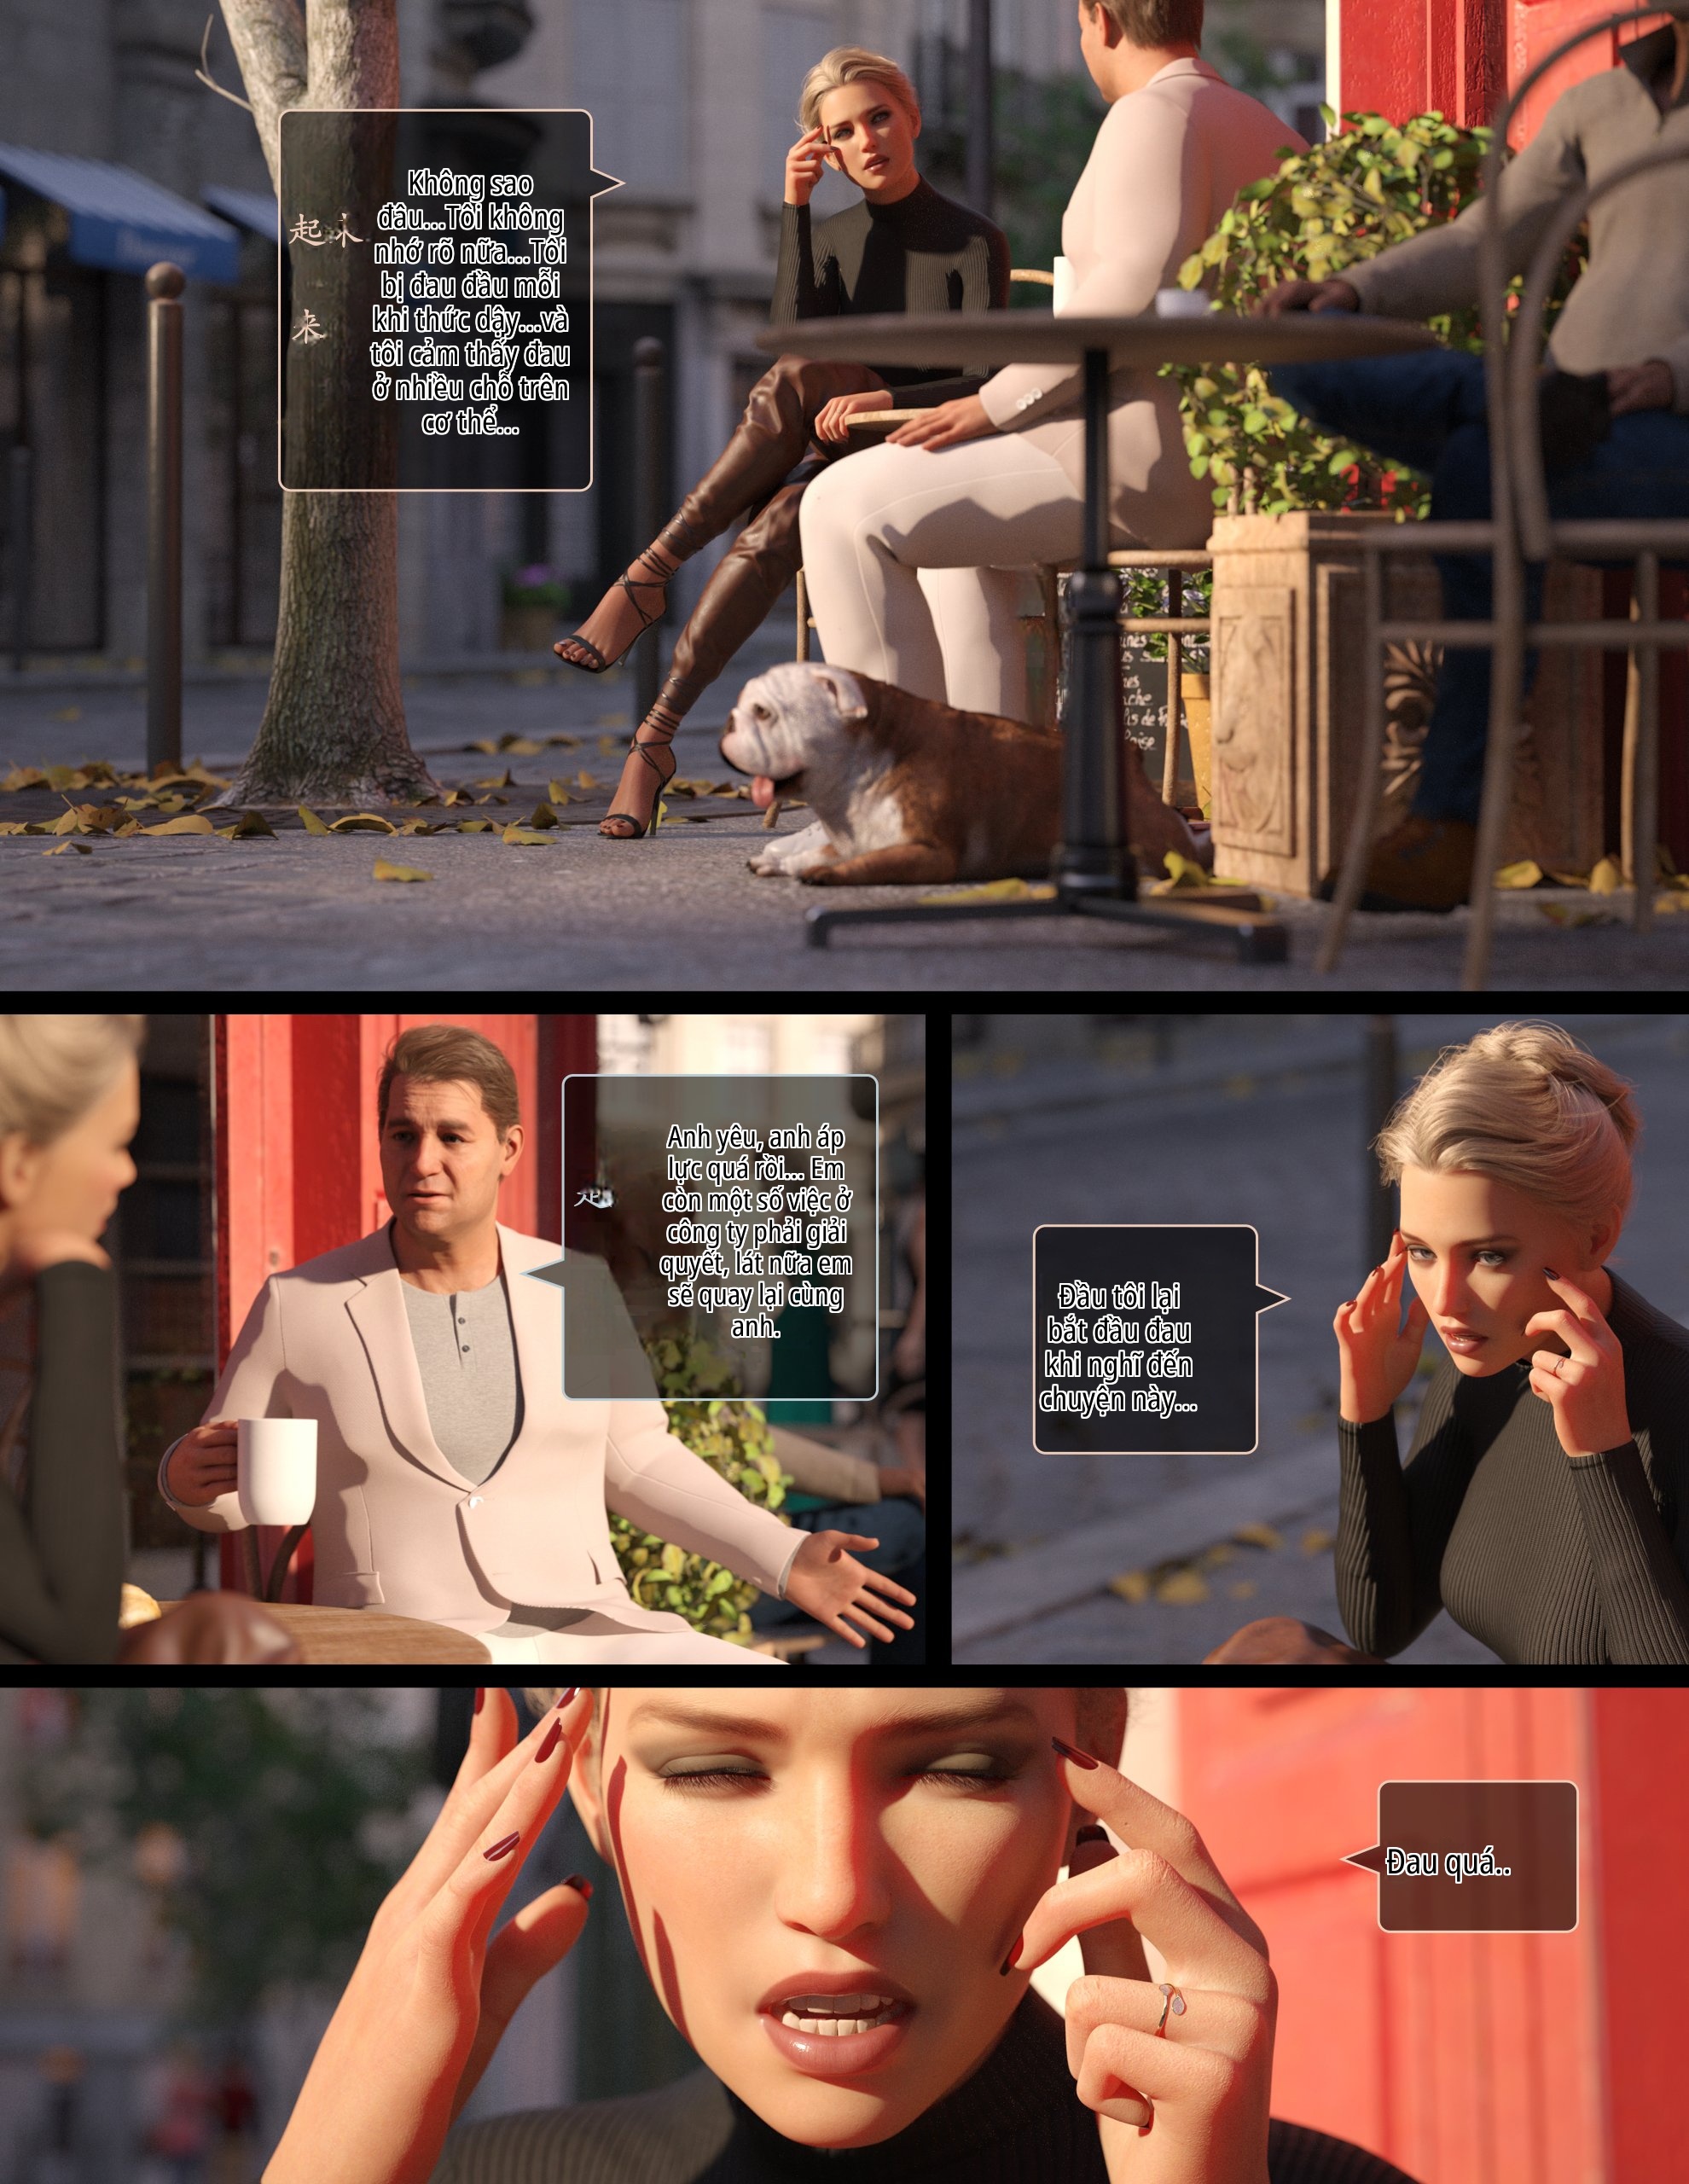 Không sao
đâu...Tôi không
nhớ rõ nữa...Tôi
bị đau đầu mỗi
khi thức dậy...và
tôi cảm thấy đau
ở nhiều chỗ trên
cơ thể...
起
来
Anh yêu, anh áp
lực quá rồi... Em
còn một số việc ở
công ty phải giải
quyết, lát nữa em
sẽ quay lại cùng
anh.
Đầu tôi lại
bắt đầu đau
khi nghĩ đến
chuyện này...
Đau quá..